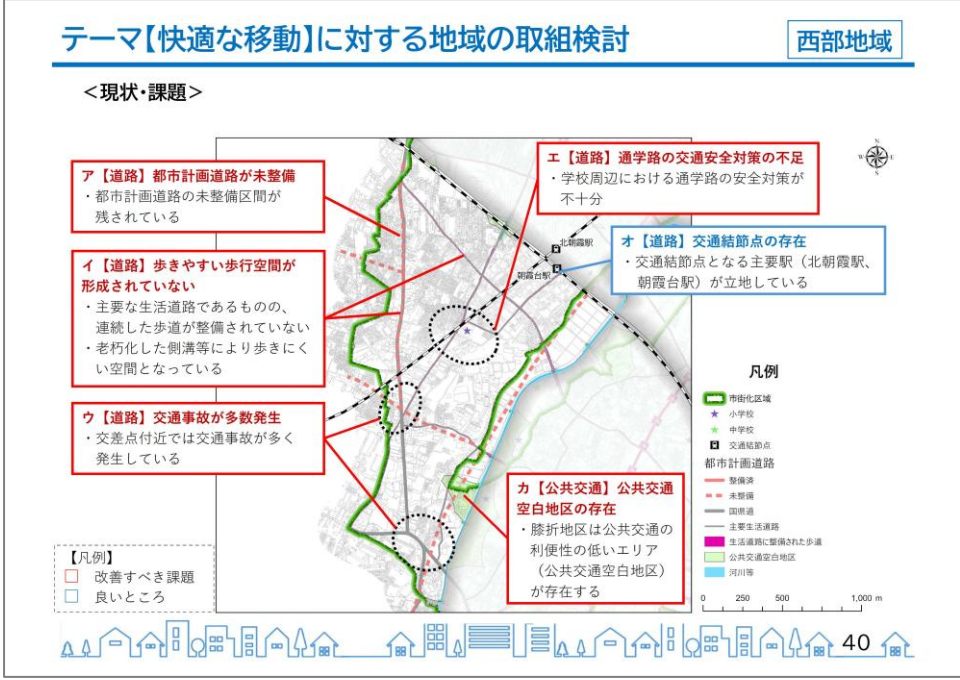 テーマ【快適な移動】に対する地域の取組検討
西部地域
＜現状・課題＞
ア【道路】都市計画道路が未整備
・都市計画道路の未整備区間が
残されている
イ【道路】歩きやすい歩行空間が
形成されていない
・主要な生活道路であるものの、
連続した歩道が整備されていない
・老朽化した側溝等により歩きにく
い空間となっている
ウ【道路】交通事故が多数発生
・交差点付近では交通事故が多く
発生している
エ【道路】通学路の交通安全対策の不足
・学校周辺における通学路の安全対策が
不十分
オ【道路】交通結節点の存在
・交通結節点となる主要駅（北朝霞駅、
朝霞台駅）が立地している
カ【公共交通】公共交通
空白地区の存在
・膝折地区は公共交通の
利便性の低いエリア
（公共交通空白地区）
が存在する
北朝霞駅
朝霞台駅
N
W
E
S
凡例
市街化区域
小学校
中学校
交通結節点
都市計画道路
整備済
未整備
国県道
主要生活道路
生活道路に整備された歩道
公共交通空白地区
河川等
0 250 500 1,000 m
【凡例】
改善すべき課題
良いところ
40